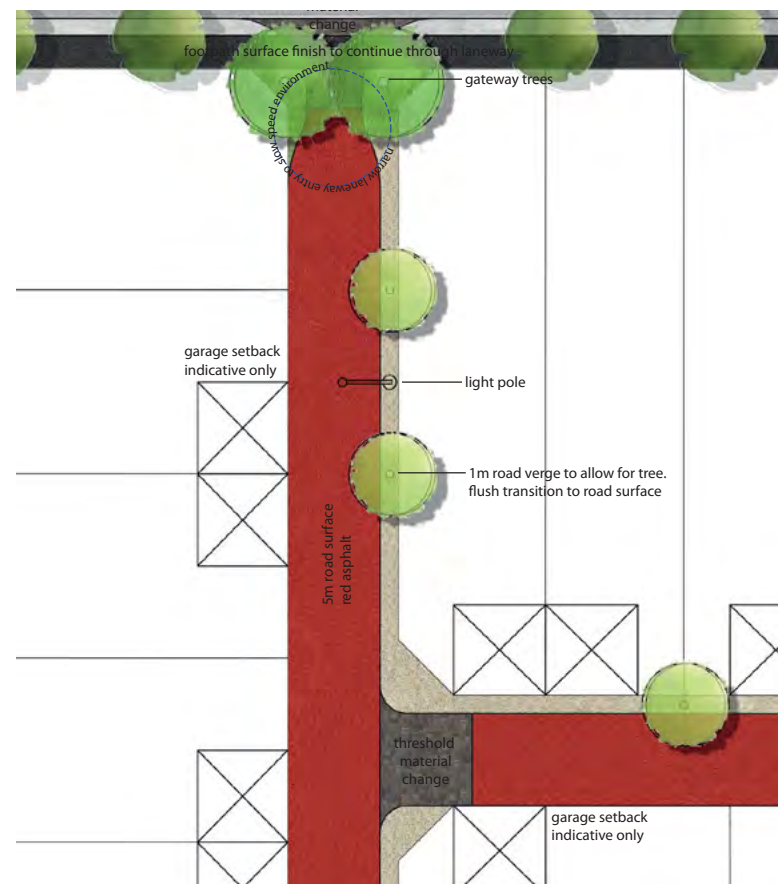 material
change
footpath surface finish to continue through laneway
gateway trees
narrow laneway entry to slow speed environment
garage setback
indicative only
light pole
1m road verge to allow for tree.
flush transition to road surface
5m road surface
red asphalt
threshold
material
change
garage setback
indicative only